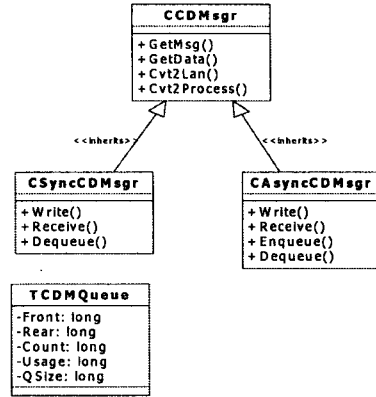 CCDMsgr
+ GetMsg()
+ GetData()
+ Cvt2Lan()
+ Cvt2Process()
<<inherits>>
<<inherits>>
CSyncCDMsgr
+ Write()
+ Receive()
+ Dequeue()
CAsyncCDMsgr
+ Write()
+ Receive()
+ Enqueue()
+ Dequeue()
TCDMQueue
-Front: long
-Rear: long
-Count: long
-Usage: long
-QSize: long